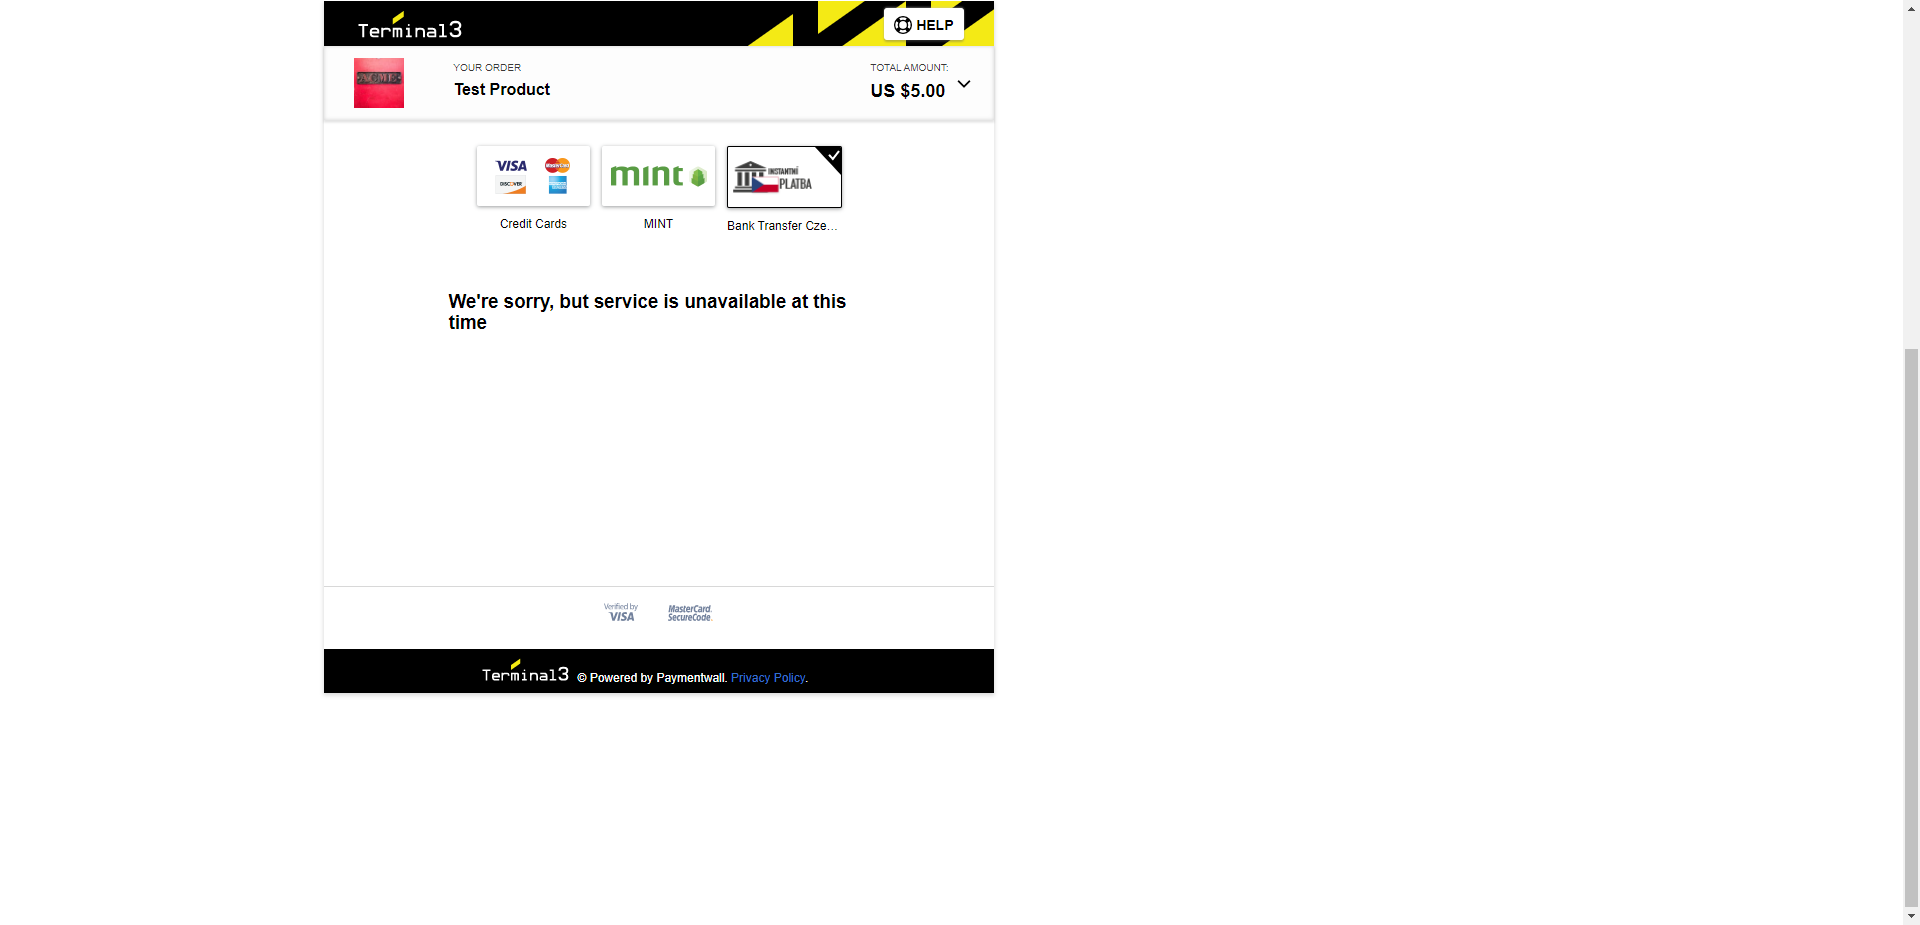 Terminal3
HELP
YOUR ORDER
Test Product
TOTAL AMOUNT:
US $5.00
ACME
VISA
MasterCard
DISCOVER
mint
INSTANTNÍ
PLATBA
Credit Cards
MINT
Bank Transfer Cze...
We're sorry, but service is unavailable at this
time
Verified by
VISA
MasterCard.
SecureCode.
Terminal3 © Powered by Paymentwall. Privacy Policy.